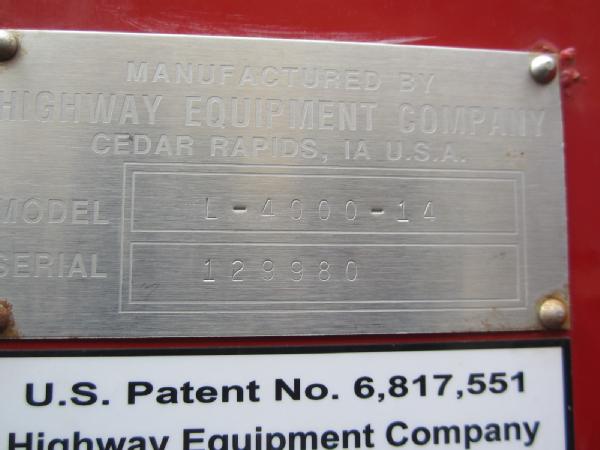 MANUFACTURED BY
HIGHWAY EQUIPMENT COMPANY
CEDAR RAPIDS, IA U.S.A.
MODEL L-4000-14
SERIAL 129980
U.S. Patent No. 6,817,551
Highway Equipment Company